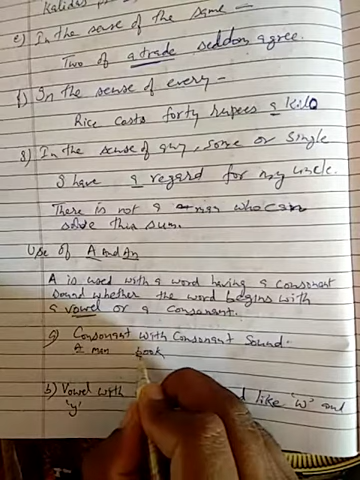 Kalidas
e) In the sense of the same -
Two of a trade seldom agree.
f) In the sense of every -
Rice costs forty rupees a kilo
g) In the sense of any, some or single
I have a regard for my uncle.
There is not a man who can
solve this sum.
Use of A and An
A is used with a word having a consonant
sound whether the word begins with
a vowel or a consonant.
a) Consonant with Consonant Sound.
A man book
b) Vowel with like 'w' and
'y'